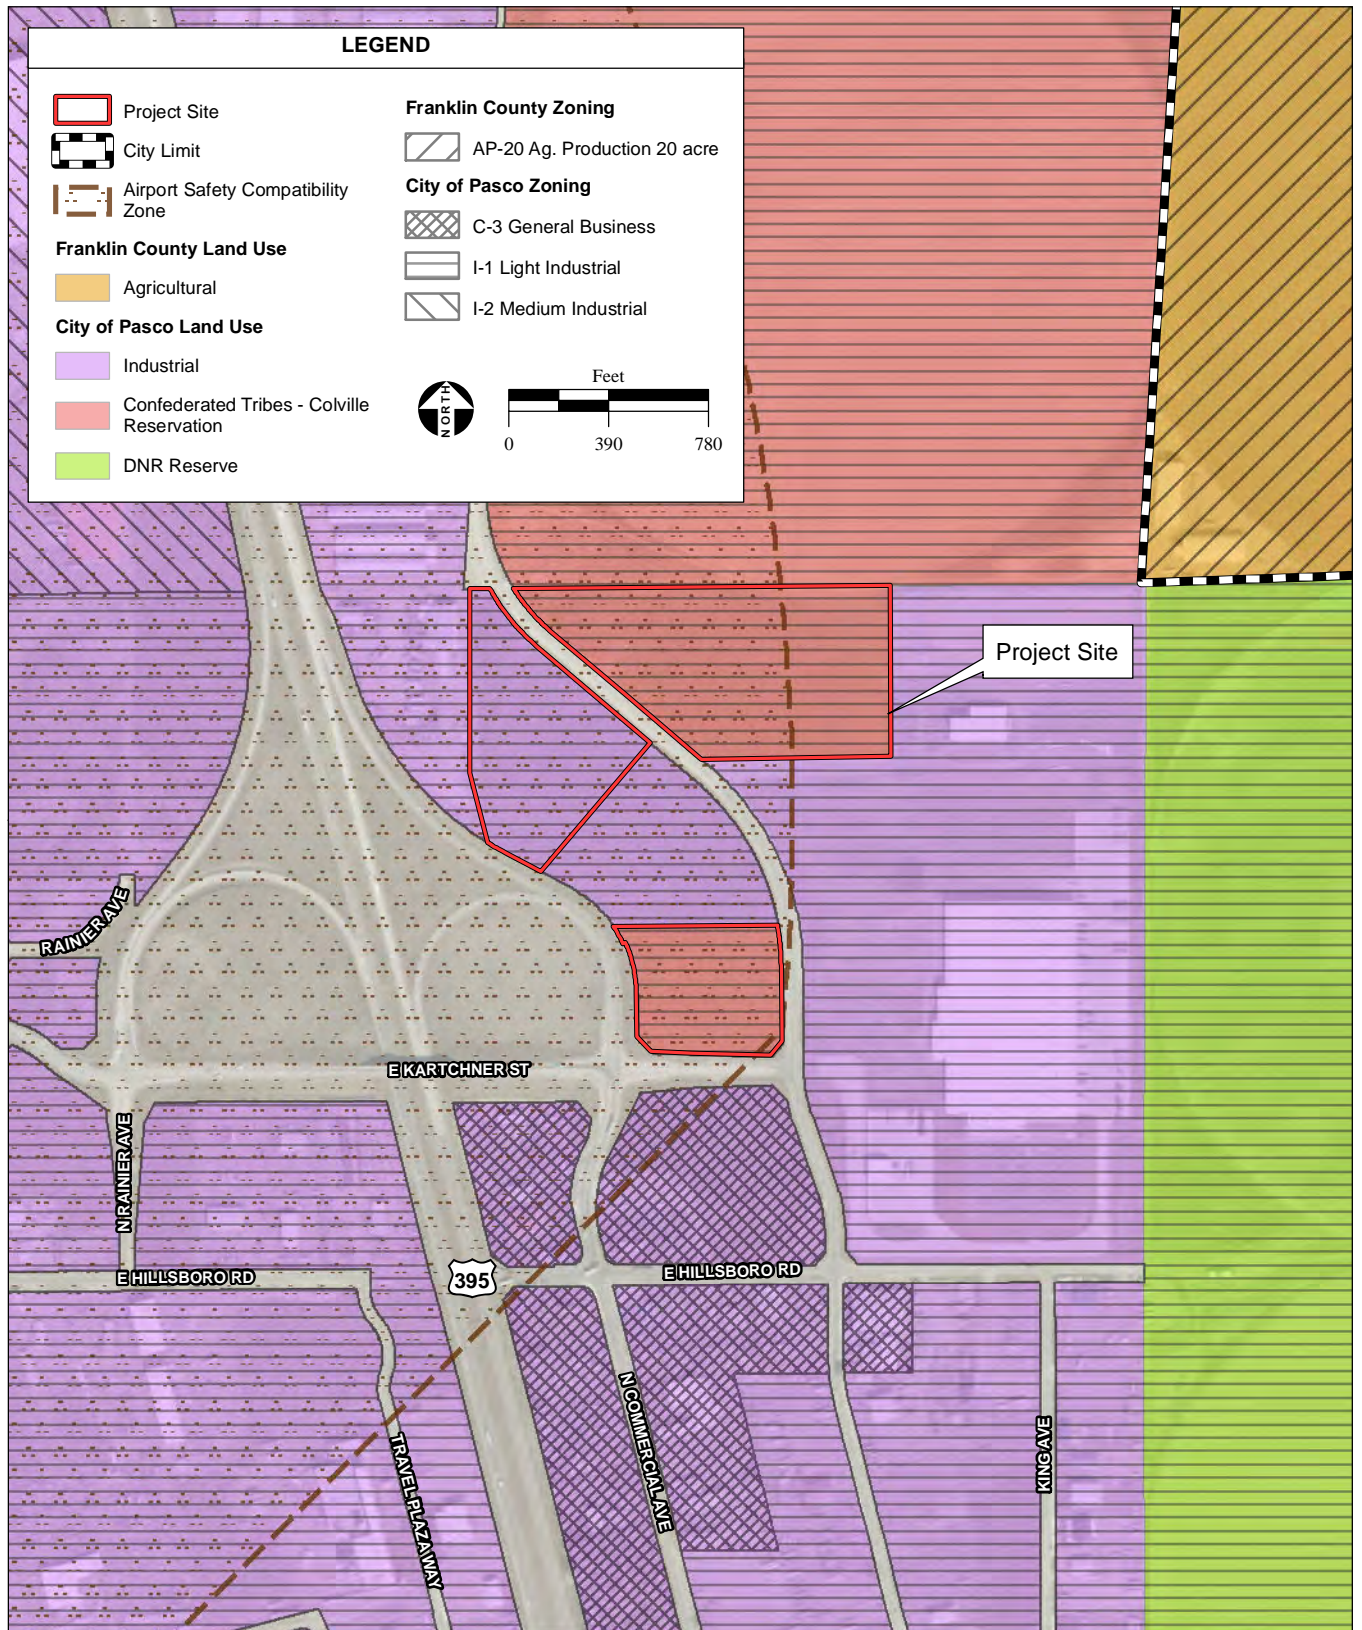 LEGEND
Project Site
City Limit
Airport Safety Compatibility
Zone
Franklin County Land Use
Agricultural
City of Pasco Land Use
Industrial
Confederated Tribes - Colville
Reservation
DNR Reserve
Franklin County Zoning
AP-20 Ag. Production 20 acre
City of Pasco Zoning
C-3 General Business
I-1 Light Industrial
I-2 Medium Industrial
NORTH
Feet
0 390 780
Project Site
RAINIER AVE
E KARTCHNER ST
N RAINIER AVE
E HILLSBORO RD
395
E HILLSBORO RD
N COMMERCIAL AVE
KING AVE
TRAVEL PLAZA WAY